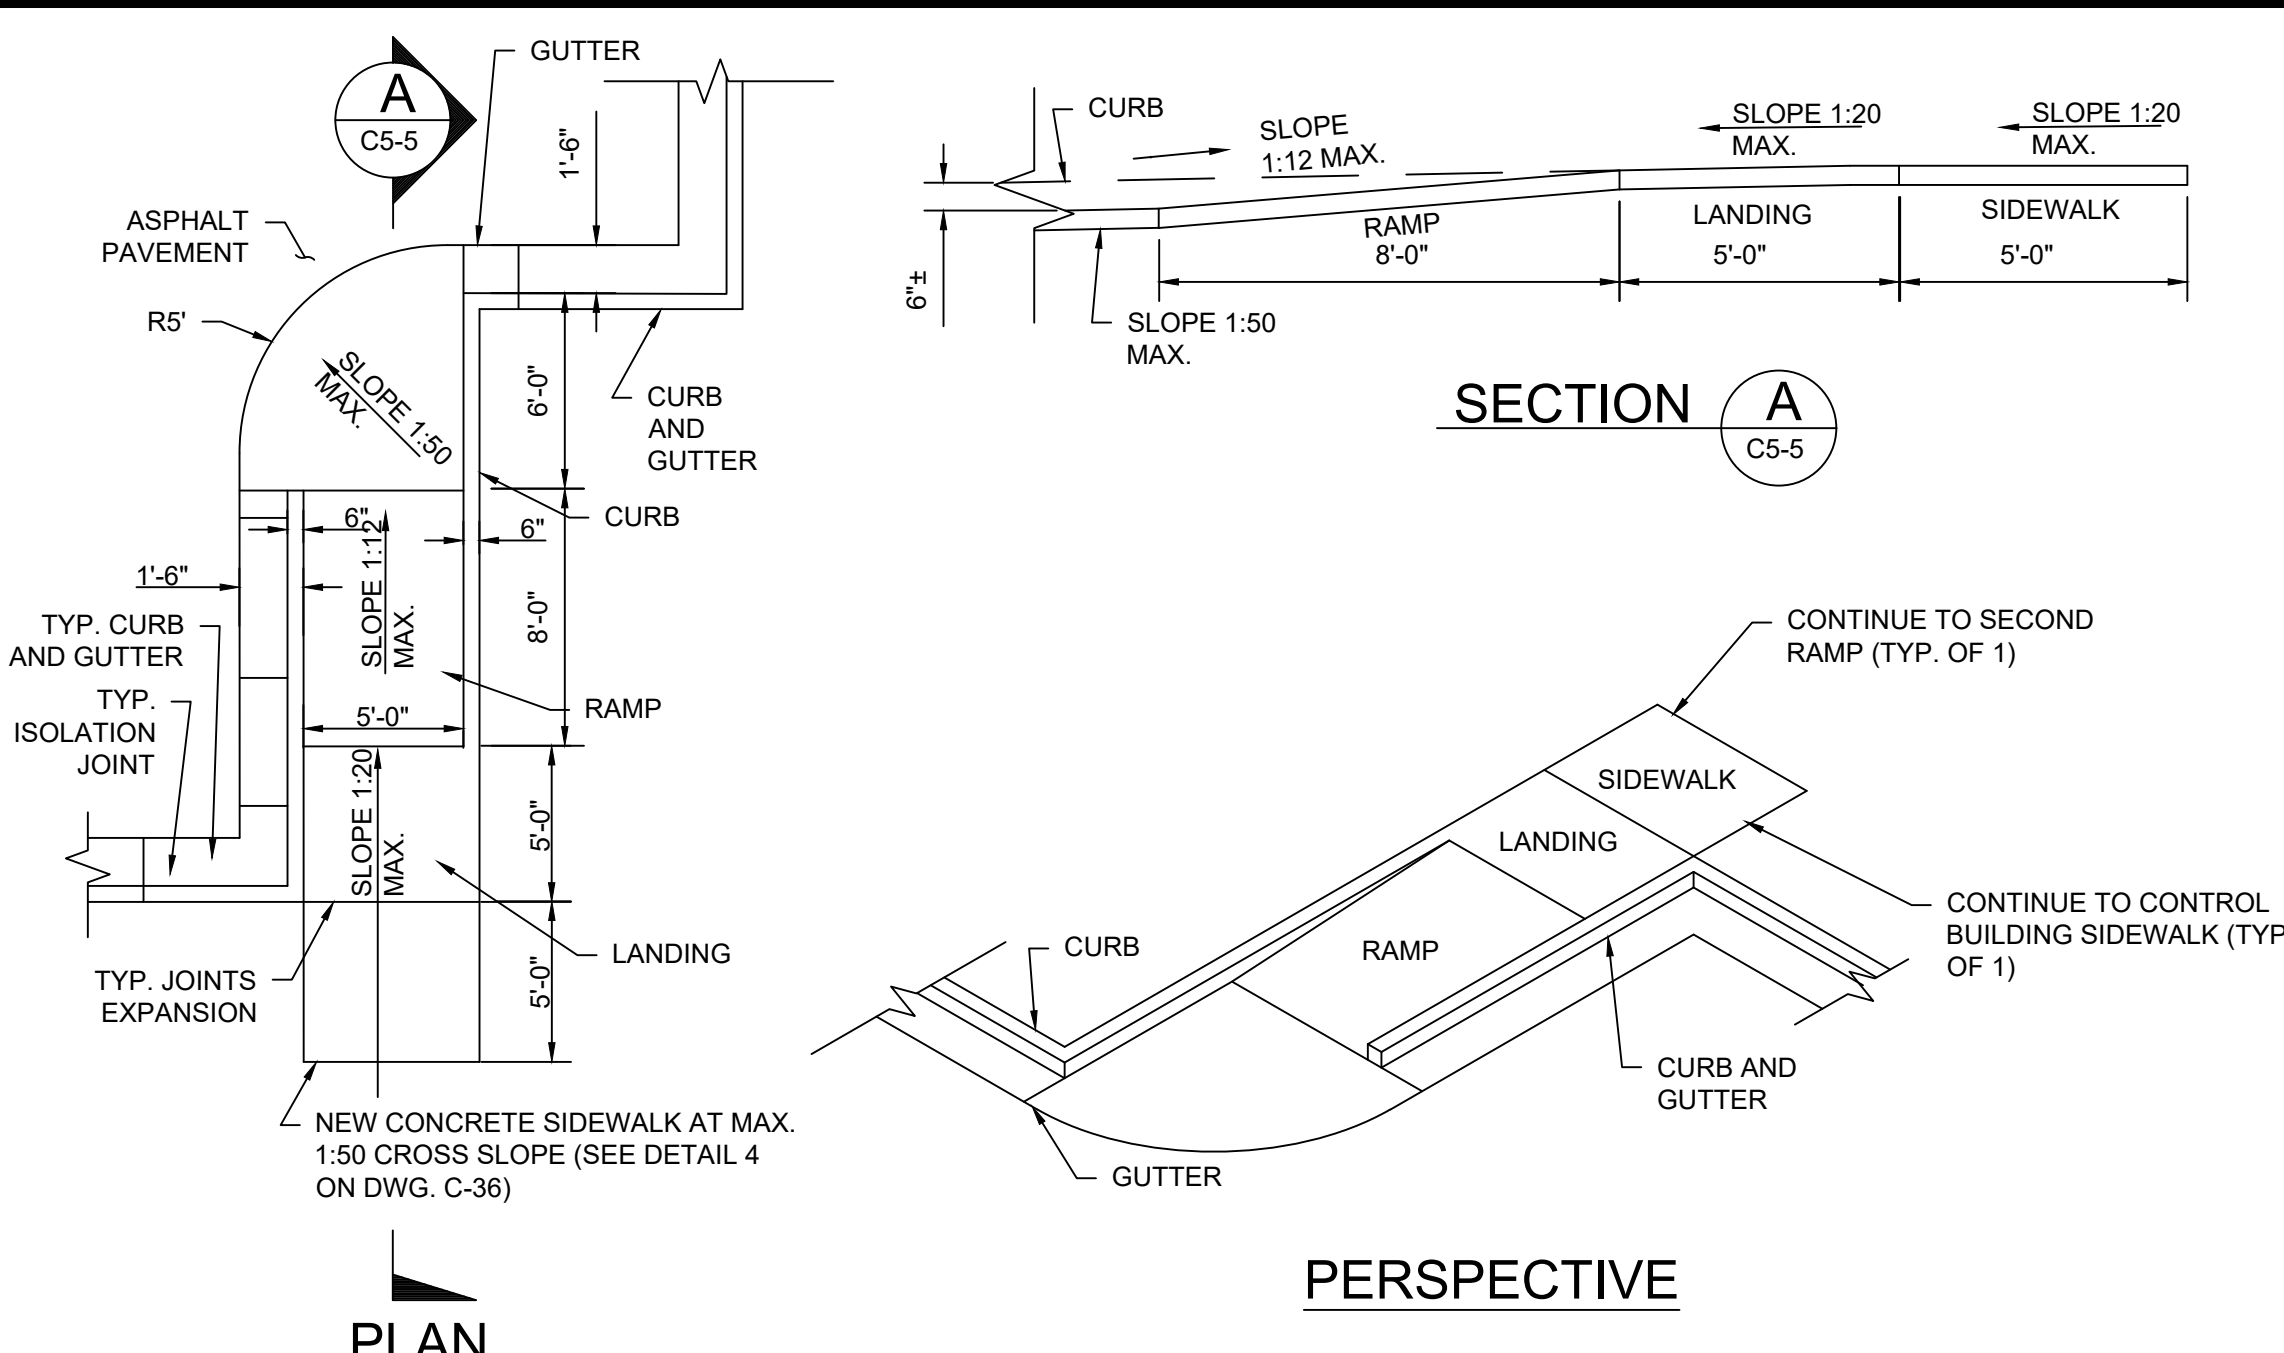 GUTTER
A
C5-5
1'-6"
ASPHALT
PAVEMENT
R5'
SLOPE 1:50
MAX.
6'-0"
CURB
AND
GUTTER
CURB
6"
6"
SLOPE 1:12
MAX.
1'-6"
8'-0"
TYP. CURB
AND GUTTER
TYP.
ISOLATION
JOINT
RAMP
5'-0"
SLOPE 1:20
MAX.
5'-0"
LANDING
TYP. JOINTS
EXPANSION
5'-0"
NEW CONCRETE SIDEWALK AT MAX.
1:50 CROSS SLOPE (SEE DETAIL 4
ON DWG. C-36)
PLAN
CURB
SLOPE
1:12 MAX.
SLOPE 1:20
MAX.
SLOPE 1:20
MAX.
RAMP
8'-0"
LANDING
5'-0"
SIDEWALK
5'-0"
6"±
SLOPE 1:50
MAX.
SECTION
A
C5-5
CONTINUE TO SECOND
RAMP (TYP. OF 1)
SIDEWALK
LANDING
RAMP
CURB
CONTINUE TO CONTROL
BUILDING SIDEWALK (TYP
OF 1)
CURB AND
GUTTER
GUTTER
PERSPECTIVE